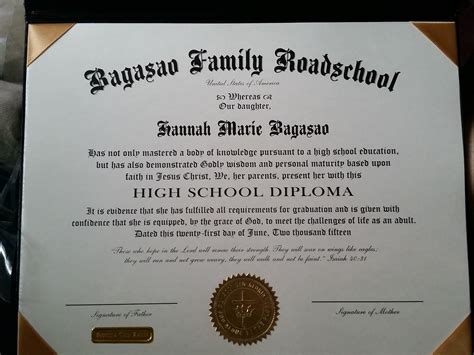 Bagasao Family Roadschool
United States of America
Whereas
Our daughter,
Hannah Marie Bagasao
Has not only mastered a body of knowledge pursuant to a high school education,
but has also demonstrated Godly wisdom and personal maturity based upon
faith in Jesus Christ, We, her parents, present her with this
HIGH SCHOOL DIPLOMA
It is evidence that she has fulfilled all requirements for graduation and is given with
confidence that she is equipped, by the grace of God, to meet the challenges of life as an adult.
Dated this twenty-first day of June, Two thousand fifteen
"Those who hope in the Lord will renew their strength. They will soar on wings like eagles;
they will run and not grow weary, they will walk and not be faint." Isaiah 40:31
Signature of Father
Signature of Mother